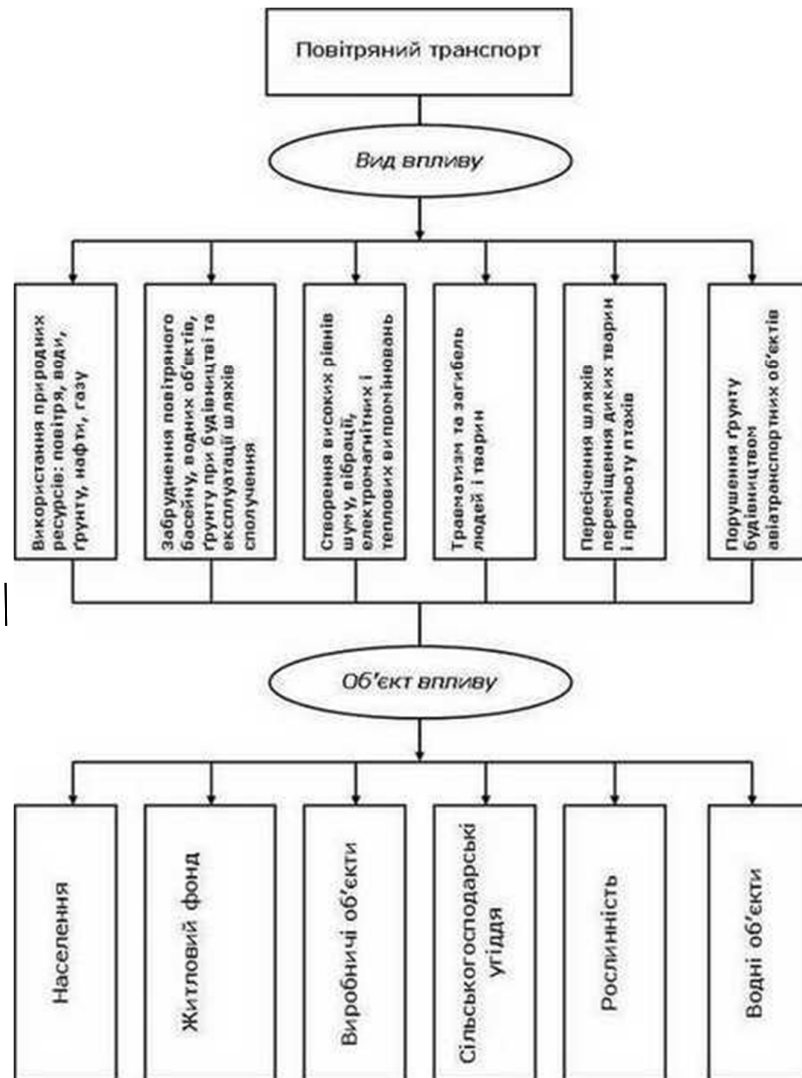 Повітряний транспорт
Вид впливу
Використання природних
ресурсів: повітря, води,
ґрунту, нафти, газу
Забруднення повітряного
басейну, водних об'єктів,
ґрунту при будівництві та
експлуатації шляхів
сполучення
Створення високих рівнів
шуму, вібрації,
електромагнітних і
теплових випромінювань
Травматизм та загибель
людей і тварин
Пересічення шляхів
переміщення диких тварин
і прольоту птахів
Порушення ґрунту
будівництвом
авіатранспортних об'єктів
Об'єкт впливу
Населення
Житловий фонд
Виробничі об'єкти
Сільськогосподарські
угіддя
Рослинність
Водні об'єкти